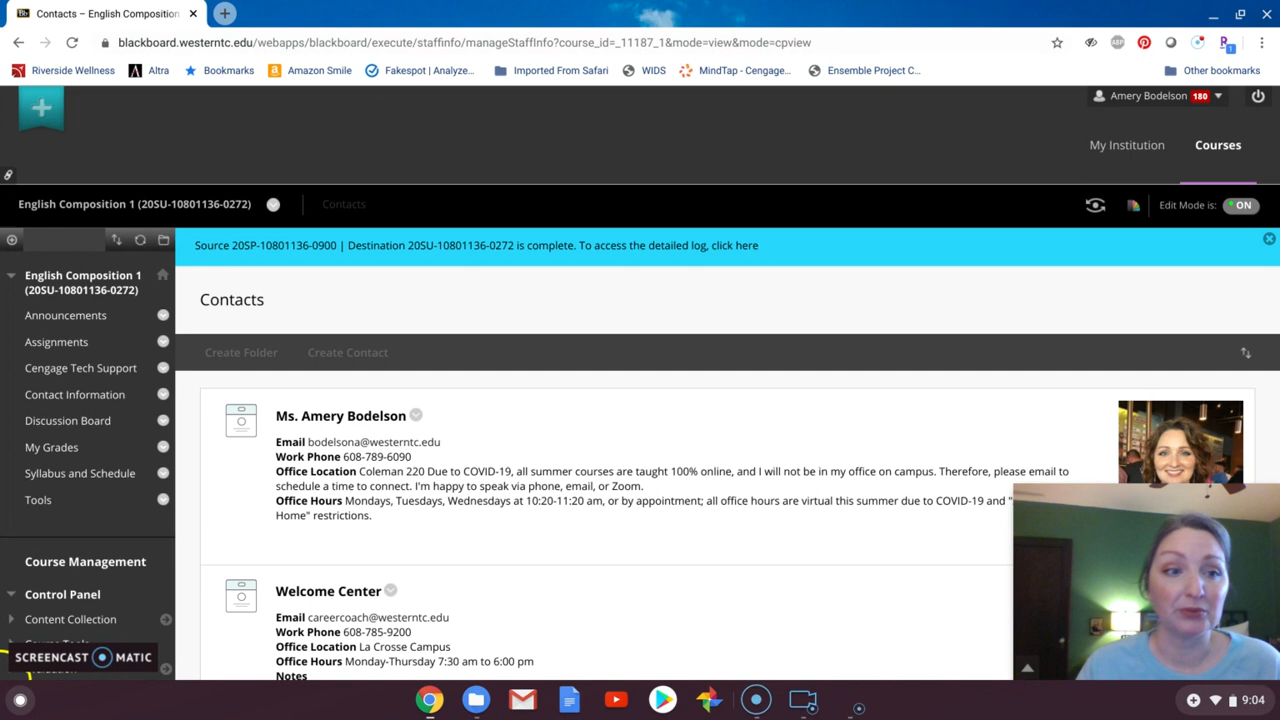 Contacts – English Composition
blackboard.westerntc.edu/webapps/blackboard/execute/staffinfo/manageStaffInfo?course_id=_11187_1&mode=view&mode=cpview
Riverside Wellness Altra Bookmarks Amazon Smile Fakespot | Analyze... Imported From Safari WIDS MindTap - Cengage... Ensemble Project C... Other bookmarks
Amery Bodelson 180
My Institution Courses
English Composition 1 (20SU-10801136-0272) Contacts Edit Mode is: ON
Source 20SP-10801136-0900 | Destination 20SU-10801136-0272 is complete. To access the detailed log, click here
English Composition 1
(20SU-10801136-0272)
Announcements
Assignments
Cengage Tech Support
Contact Information
Discussion Board
My Grades
Syllabus and Schedule
Tools
Course Management
Control Panel
Content Collection
SCREENCAST MATIC
Contacts
Create Folder Create Contact
Ms. Amery Bodelson
Email bodelsona@westerntc.edu
Work Phone 608-789-6090
Office Location Coleman 220 Due to COVID-19, all summer courses are taught 100% online, and I will not be in my office on campus. Therefore, please email to
schedule a time to connect. I'm happy to speak via phone, email, or Zoom.
Office Hours Mondays, Tuesdays, Wednesdays at 10:20-11:20 am, or by appointment; all office hours are virtual this summer due to COVID-19 and "
Home" restrictions.
Welcome Center
Email careercoach@westerntc.edu
Work Phone 608-785-9200
Office Location La Crosse Campus
Office Hours Monday-Thursday 7:30 am to 6:00 pm
Notes
9:04